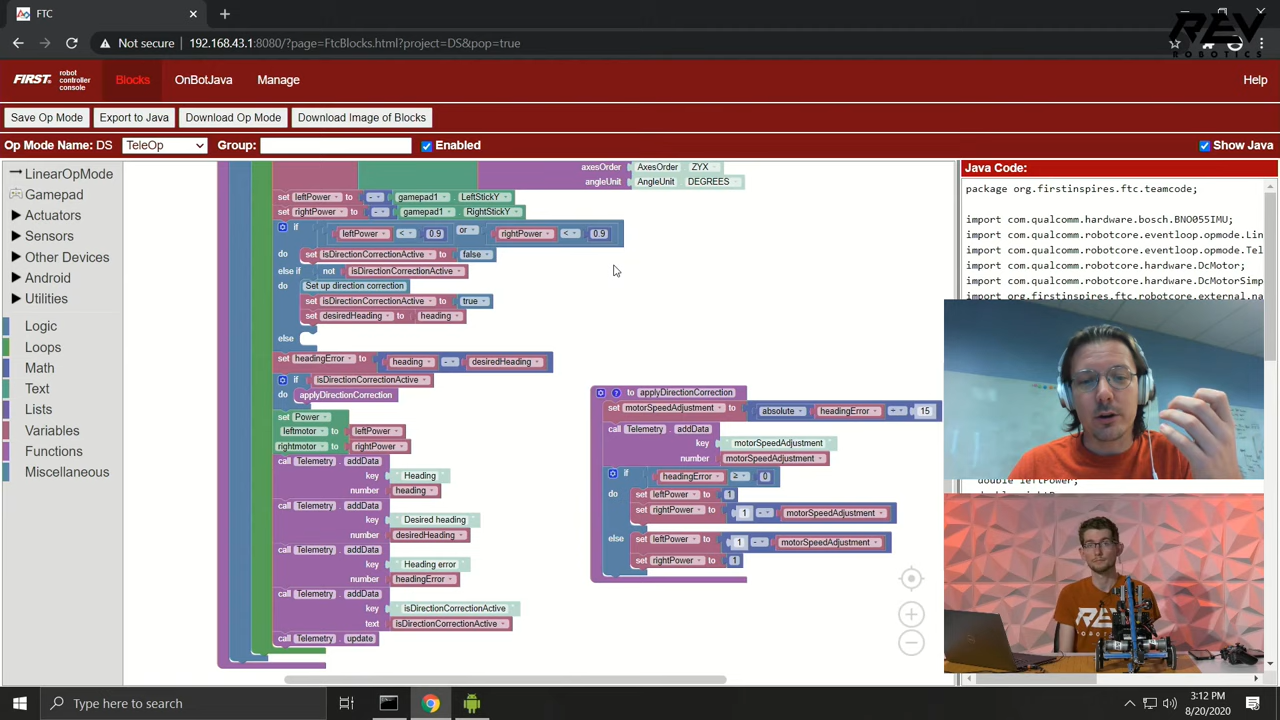 FTC
REV
ROBOTICS
Not secure 192.168.43.1:8080/?page=FtcBlocks.html?project=DS&pop=true
FIRST. robot controller console Blocks OnBotJava Manage Help
Save Op Mode Export to Java Download Op Mode Download Image of Blocks
Op Mode Name: DS TeleOp Group: Enabled Show Java
LinearOpMode
Gamepad
Actuators
Sensors
Other Devices
Android
Utilities
Logic
Loops
Math
Text
Lists
Variables
Functions
Miscellaneous
axesOrder AxesOrder ZYX
angleUnit AngleUnit DEGREES
set leftPower to - gamepad1 . LeftStickY
set rightPower to - gamepad1 . RightStickY
if leftPower < 0.9 or rightPower < 0.9
do set isDirectionCorrectionActive to false
else if not isDirectionCorrectionActive
do Set up direction correction
set isDirectionCorrectionActive to true
set desiredHeading to heading
else
set headingError to heading - desiredHeading
if isDirectionCorrectionActive
do applyDirectionCorrection
set Power
leftmotor to leftPower
rightmotor to rightPower
call Telemetry . addData
key " Heading "
number heading
call Telemetry . addData
key " Desired heading "
number desiredHeading
call Telemetry . addData
key " Heading error "
number headingError
call Telemetry . addData
key " isDirectionCorrectionActive "
text isDirectionCorrectionActive
call Telemetry . update
? to applyDirectionCorrection
set motorSpeedAdjustment to absolute headingError ÷ 15
call Telemetry . addData
key " motorSpeedAdjustment "
number motorSpeedAdjustment
if headingError ≥ 0
do set leftPower to 1
set rightPower to 1 - motorSpeedAdjustment
else set leftPower to 1 - motorSpeedAdjustment
set rightPower to 1
Java Code:
package org.firstinspires.ftc.teamcode;
import com.qualcomm.hardware.bosch.BNO055IMU;
import com.qualcomm.robotcore.eventloop.opmode.Lin
import com.qualcomm.robotcore.eventloop.opmode.Tel
import com.qualcomm.robotcore.hardware.DcMotor;
import com.qualcomm.robotcore.hardware.DcMotorSimp
import org.firstinspires.ftc.robotcore.external.na
double leftPower;
REV
Type here to search
3:12 PM
8/20/2020